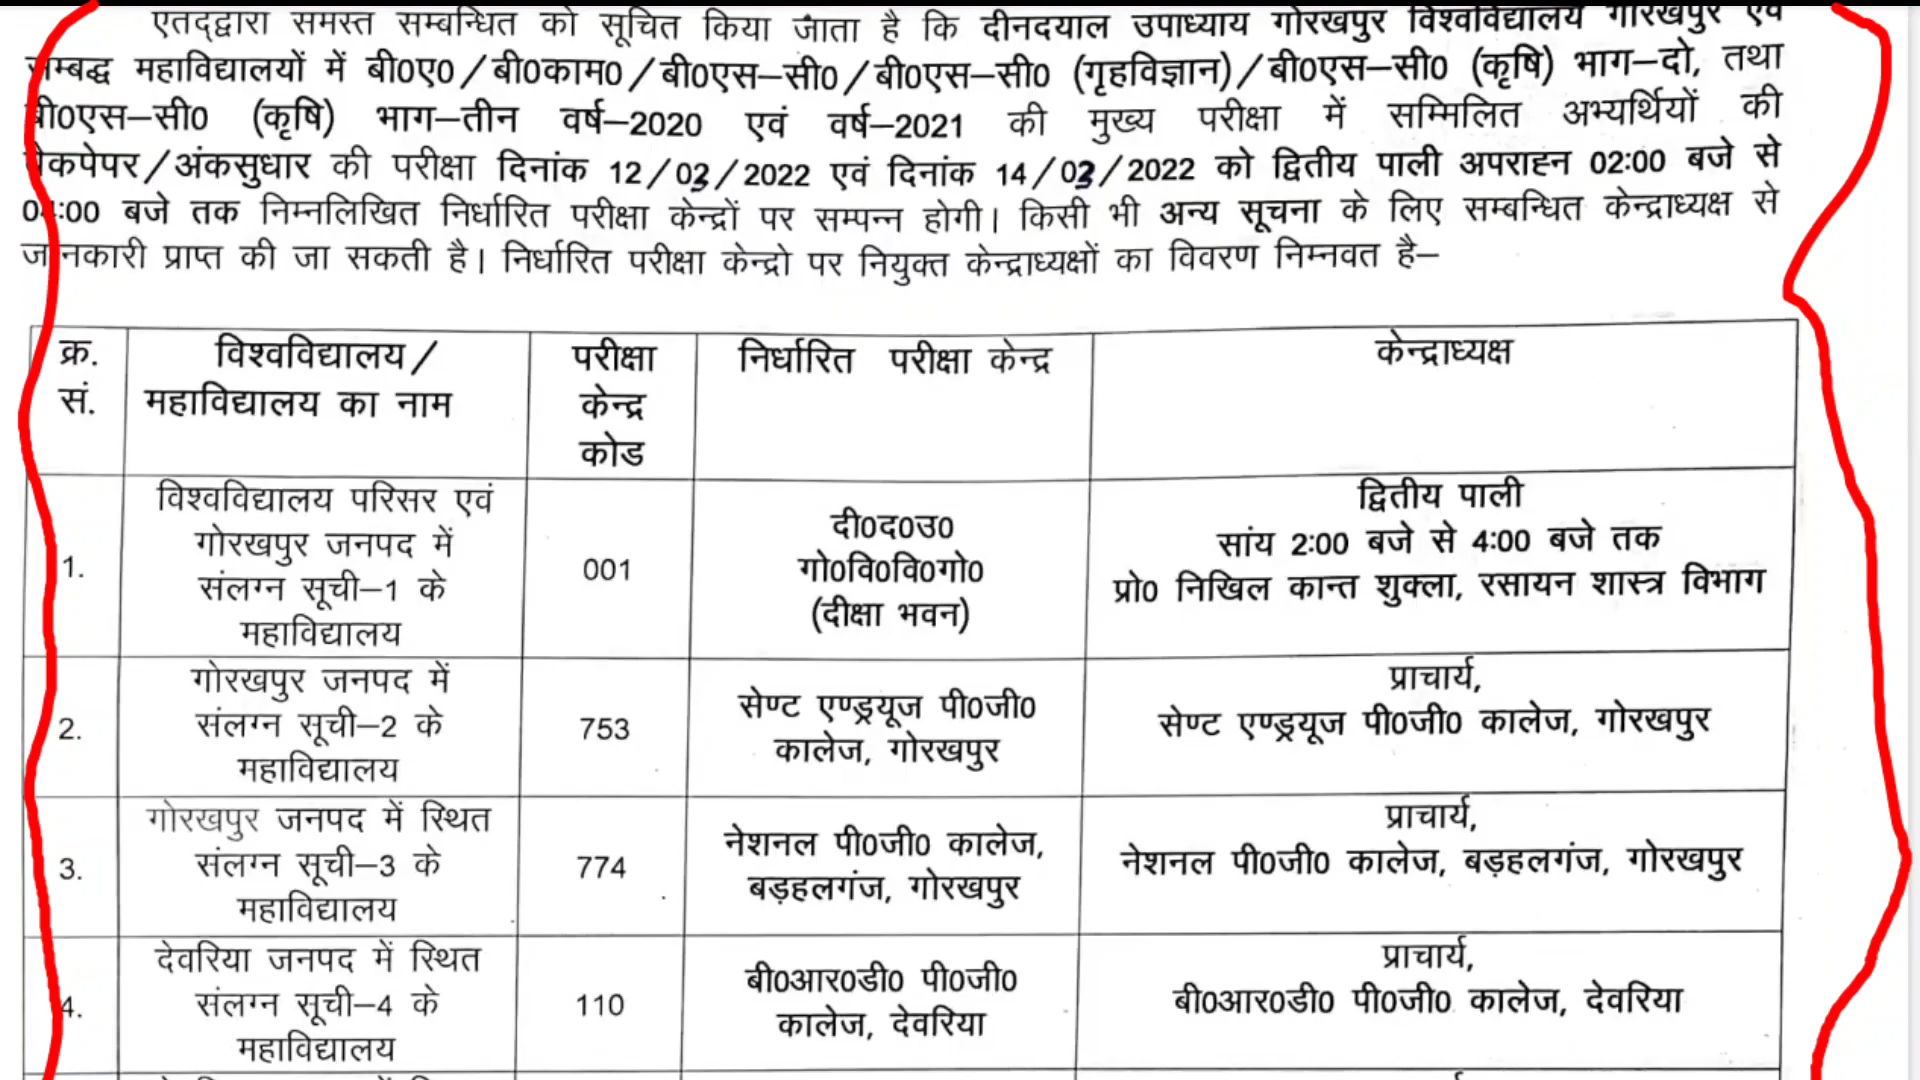 एतद्द्वारा समस्त सम्बन्धित को सूचित किया जाता है कि दीनदयाल उपाध्याय गोरखपुर विश्वविद्यालय गोरखपुर एवं
सम्बद्ध महाविद्यालयों में बी0ए0/बी0काम0/बी0एस–सी0/बी0एस–सी0 (गृहविज्ञान)/बी0एस–सी0 (कृषि) भाग–दो, तथा
बी0एस–सी0 (कृषि) भाग–तीन वर्ष–2020 एवं वर्ष–2021 की मुख्य परीक्षा में सम्मिलित अभ्यर्थियों की
बैकपेपर/अंकसुधार की परीक्षा दिनांक 12/03/2022 एवं दिनांक 14/03/2022 को द्वितीय पाली अपराह्न 02:00 बजे से
04:00 बजे तक निम्नलिखित निर्धारित परीक्षा केन्द्रों पर सम्पन्न होगी। किसी भी अन्य सूचना के लिए सम्बन्धित केन्द्राध्यक्ष से
जानकारी प्राप्त की जा सकती है। निर्धारित परीक्षा केन्द्रो पर नियुक्त केन्द्राध्यक्षों का विवरण निम्नवत है–
क्र. सं.
विश्वविद्यालय/
महाविद्यालय का नाम
परीक्षा
केन्द्र
कोड
निर्धारित परीक्षा केन्द्र
केन्द्राध्यक्ष
1.
विश्वविद्यालय परिसर एवं
गोरखपुर जनपद में
संलग्न सूची–1 के
महाविद्यालय
001
दी0द0उ0
गो0वि0वि0गो0
(दीक्षा भवन)
द्वितीय पाली
सांय 2:00 बजे से 4:00 बजे तक
प्रो0 निखिल कान्त शुक्ला, रसायन शास्त्र विभाग
2.
गोरखपुर जनपद में
संलग्न सूची–2 के
महाविद्यालय
753
सेण्ट एण्ड्रयूज पी0जी0
कालेज, गोरखपुर
प्राचार्य,
सेण्ट एण्ड्रयूज पी0जी0 कालेज, गोरखपुर
3.
गोरखपुर जनपद में स्थित
संलग्न सूची–3 के
महाविद्यालय
774
नेशनल पी0जी0 कालेज,
बड़हलगंज, गोरखपुर
प्राचार्य,
नेशनल पी0जी0 कालेज, बड़हलगंज, गोरखपुर
4.
देवरिया जनपद में स्थित
संलग्न सूची–4 के
महाविद्यालय
110
बी0आर0डी0 पी0जी0
कालेज, देवरिया
प्राचार्य,
बी0आर0डी0 पी0जी0 कालेज, देवरिया